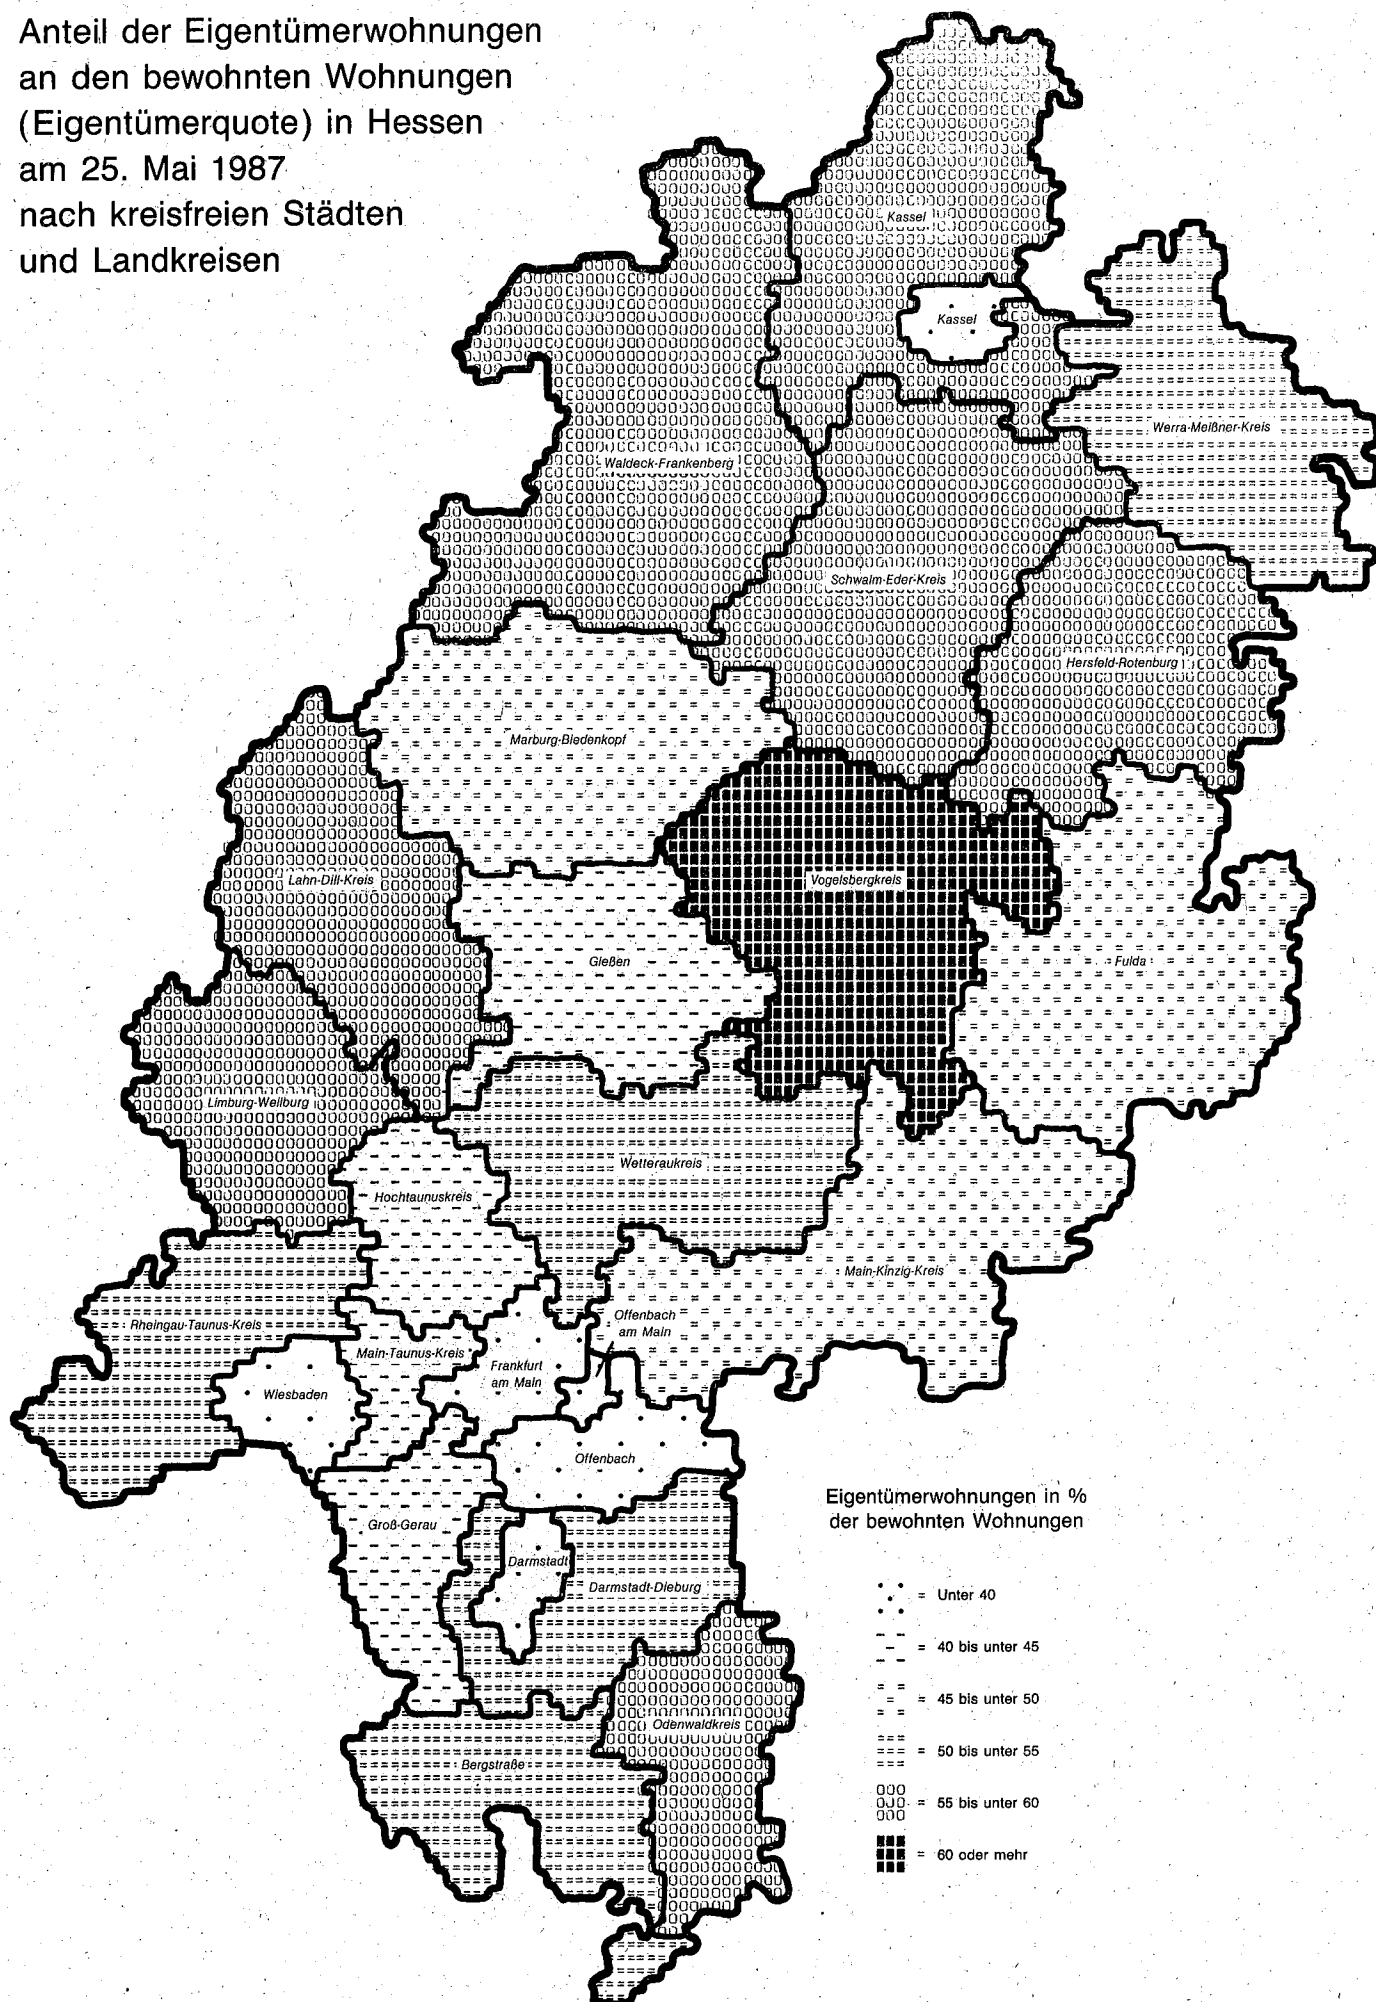 Anteil der Eigentümerwohnungen
an den bewohnten Wohnungen
(Eigentümerquote) in Hessen
am 25. Mai 1987
nach kreisfreien Städten
und Landkreisen
Kassel
Kassel
Werra-Meißner-Kreis
Waldeck-Frankenberg
Schwalm-Eder-Kreis
Hersfeld-Rotenburg
Marburg-Biedenkopf
Lahn-Dill-Kreis
Vogelsbergkreis
Gießen
Fulda
Limburg-Weilburg
Wetteraukreis
Hochtaunuskreis
Main-Kinzig-Kreis
Rheingau-Taunus-Kreis
Offenbach
am Main
Main-Taunus-Kreis
Frankfurt
am Main
Wiesbaden
Offenbach
Groß-Gerau
Darmstadt
Darmstadt-Dieburg
Odenwaldkreis
Bergstraße
Eigentümerwohnungen in %
der bewohnten Wohnungen
= Unter 40
= 40 bis unter 45
= 45 bis unter 50
= 50 bis unter 55
= 55 bis unter 60
= 60 oder mehr